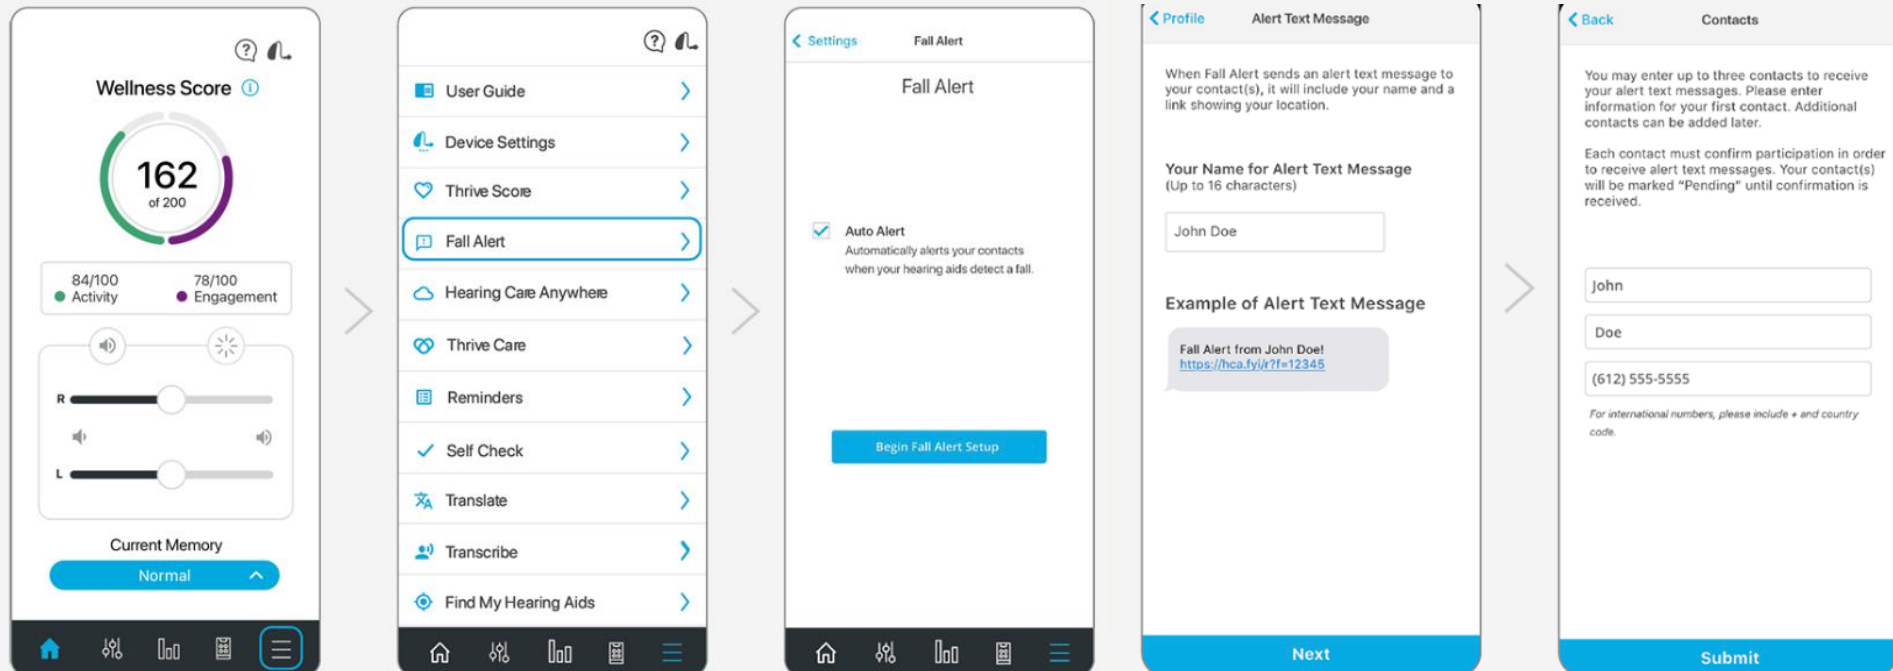 Wellness Score
162
of 200
84/100
Activity
78/100
Engagement
R
L
Current Memory
Normal
User Guide
Device Settings
Thrive Score
Fall Alert
Hearing Care Anywhere
Thrive Care
Reminders
Self Check
Translate
Transcribe
Find My Hearing Aids
Settings
Fall Alert
Fall Alert
Auto Alert
Automatically alerts your contacts
when your hearing aids detect a fall.
Begin Fall Alert Setup
Profile
Alert Text Message
When Fall Alert sends an alert text message to
your contact(s), it will include your name and a
link showing your location.
Your Name for Alert Text Message
(Up to 16 characters)
John Doe
Example of Alert Text Message
Fall Alert from John Doe!
https://hca.fyi/r?f=12345
Next
Back
Contacts
You may enter up to three contacts to receive
your alert text messages. Please enter
information for your first contact. Additional
contacts can be added later.
Each contact must confirm participation in order
to receive alert text messages. Your contact(s)
will be marked "Pending" until confirmation is
received.
John
Doe
(612) 555-5555
For international numbers, please include + and country
code.
Submit